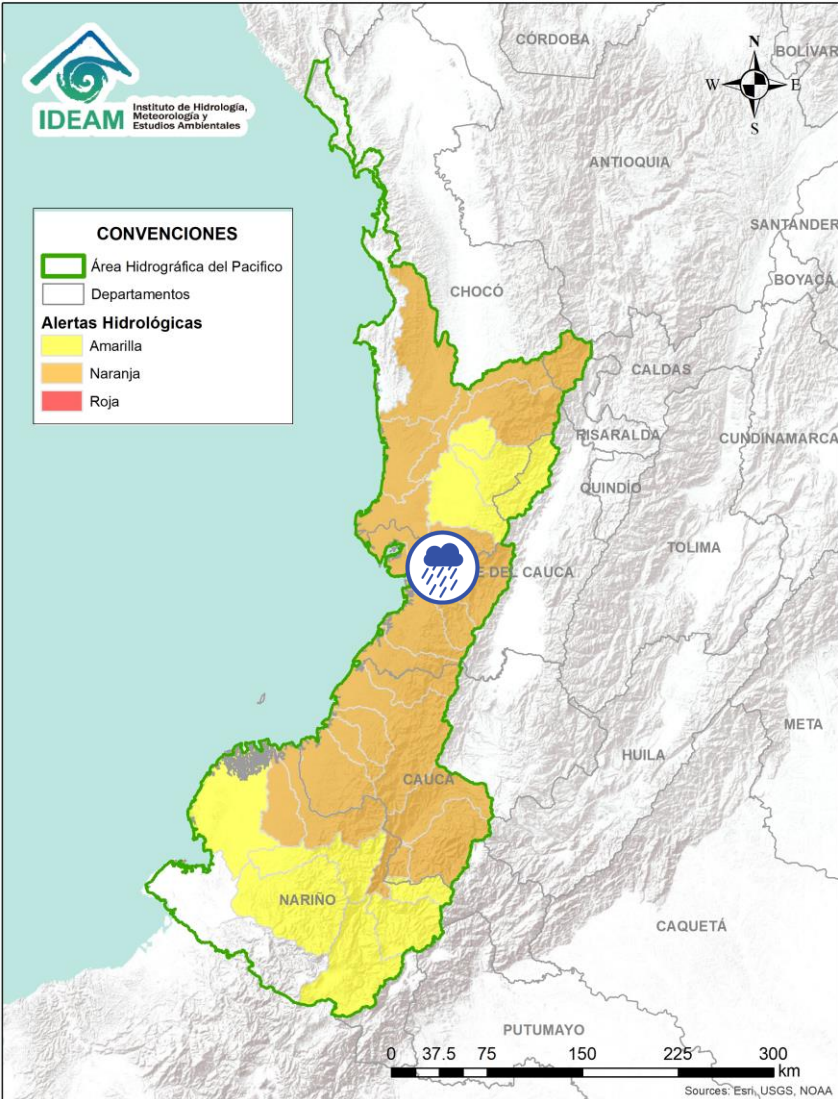 IDEAM
Instituto de Hidrología,
Meteorología y
Estudios Ambientales
N
W
E
S
CÓRDOBA
BOLÍVAR
ANTIOQUIA
SANTANDER
BOYACÁ
CONVENCIONES
Área Hidrográfica del Pacifico
Departamentos
Alertas Hidrológicas
Amarilla
Naranja
Roja
CHOCÓ
CALDAS
RISARALDA
CUNDINAMARCA
QUINDÍO
TOLIMA
E DEL CAUCA
META
HUILA
CAUCA
NARIÑO
CAQUETÁ
PUTUMAYO
0 37.5 75 150 225 300
km
Sources: Esri, USGS, NOAA